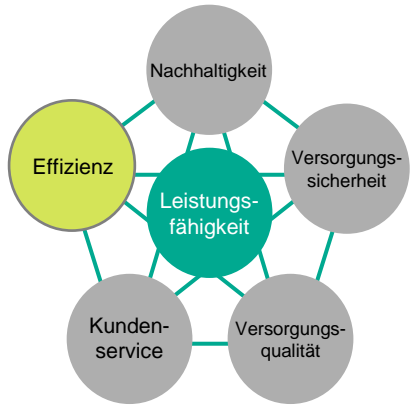 Nachhaltigkeit
Effizienz
Versorgungs-
sicherheit
Leistungs-
fähigkeit
Kunden-
service
Versorgungs-
qualität